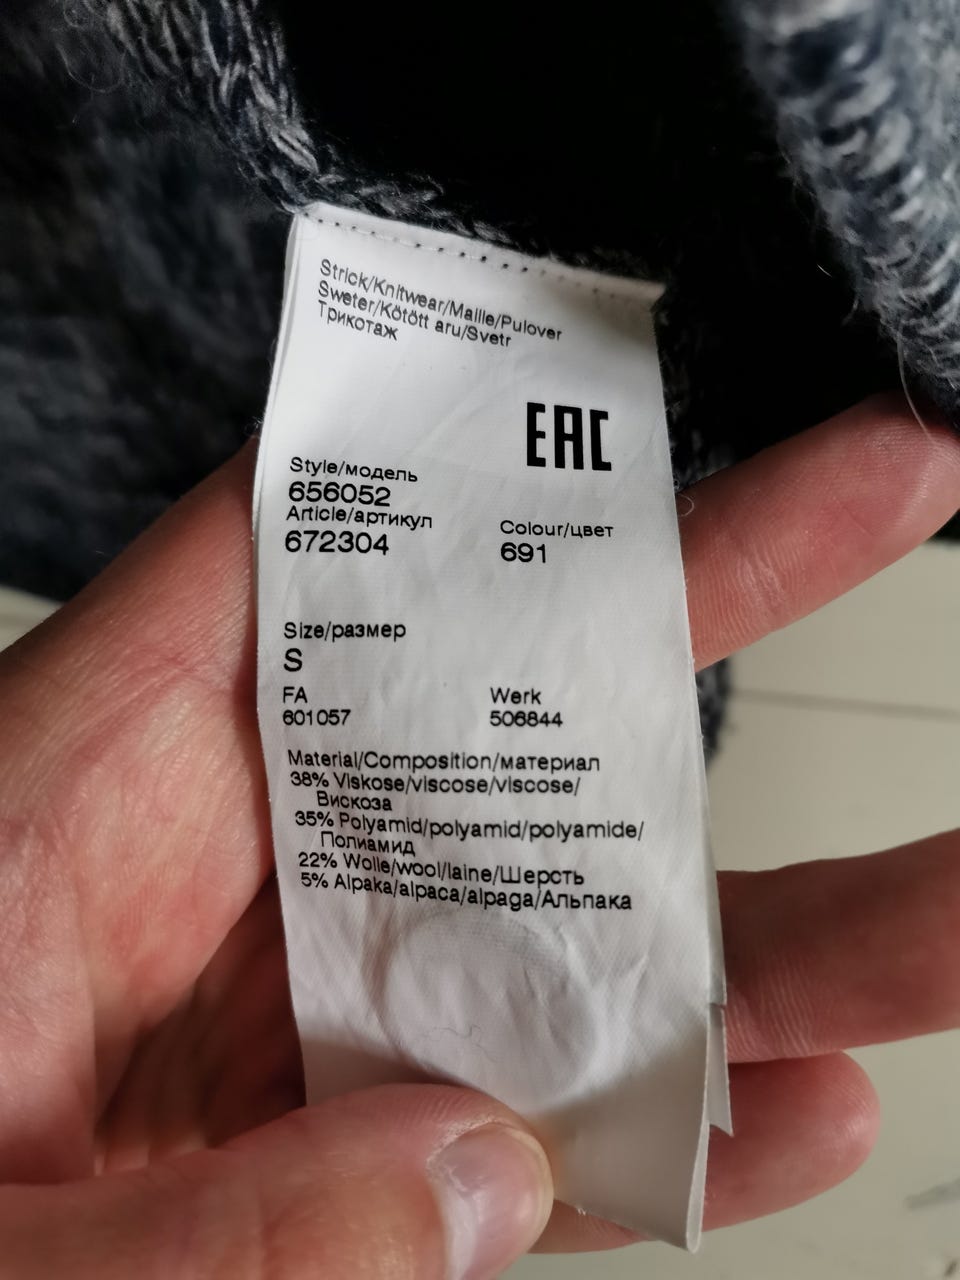 Strick/Knitwear/Maille/Pulover
Sweter/Kötött aru/Svetr
Трикотаж
EAC
Style/модель
656052
Article/артикул
672304
Colour/цвет
691
Size/размер
S
FA
601057
Werk
506844
Material/Composition/материал
38% Viskose/viscose/viscose/
Вискоза
35% Polyamid/polyamid/polyamide/
Полиамид
22% Wolle/wool/laine/Шерсть
5% Alpaka/alpaca/alpaga/Альпака